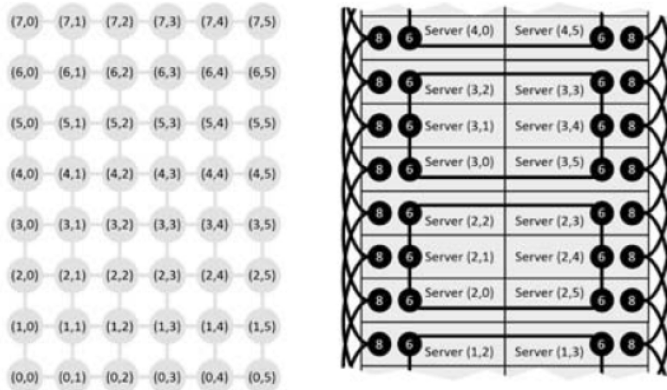 (7,0) (7,1) (7,2) (7,3) (7,4) (7,5)
(6,0) (6,1) (6,2) (6,3) (6,4) (6,5)
(5,0) (5,1) (5,2) (5,3) (5,4) (5,5)
(4,0) (4,1) (4,2) (4,3) (4,4) (4,5)
(3,0) (3,1) (3,2) (3,3) (3,4) (3,5)
(2,0) (2,1) (2,2) (2,3) (2,4) (2,5)
(1,0) (1,1) (1,2) (1,3) (1,4) (1,5)
(0,0) (0,1) (0,2) (0,3) (0,4) (0,5)
8 6 Server (4,0) Server (4,5) 6 8
8 6 Server (3,2) Server (3,3) 6 8
8 6 Server (3,1) Server (3,4) 6 8
8 6 Server (3,0) Server (3,5) 6 8
8 6 Server (2,2) Server (2,3) 6 8
8 6 Server (2,1) Server (2,4) 6 8
8 6 Server (2,0) Server (2,5) 6 8
8 6 Server (1,2) Server (1,3) 6 8